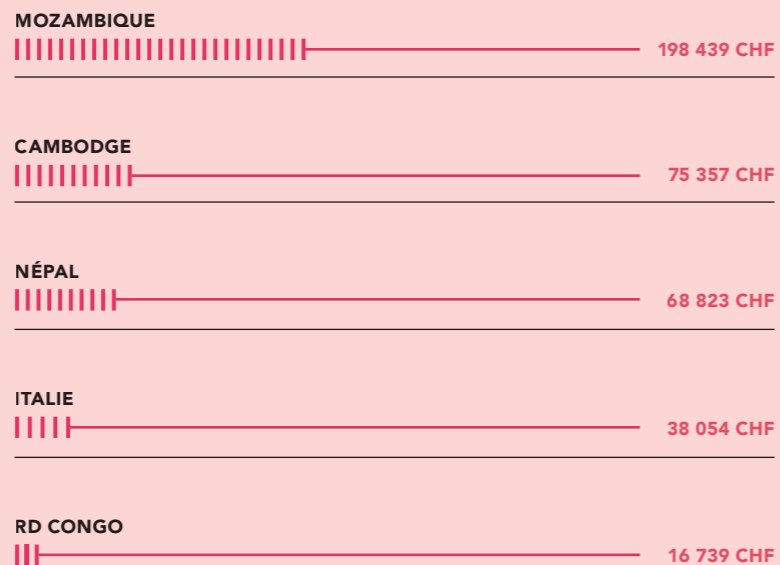 MOZAMBIQUE
198 439 CHF
CAMBODGE
75 357 CHF
NÉPAL
68 823 CHF
ITALIE
38 054 CHF
RD CONGO
16 739 CHF